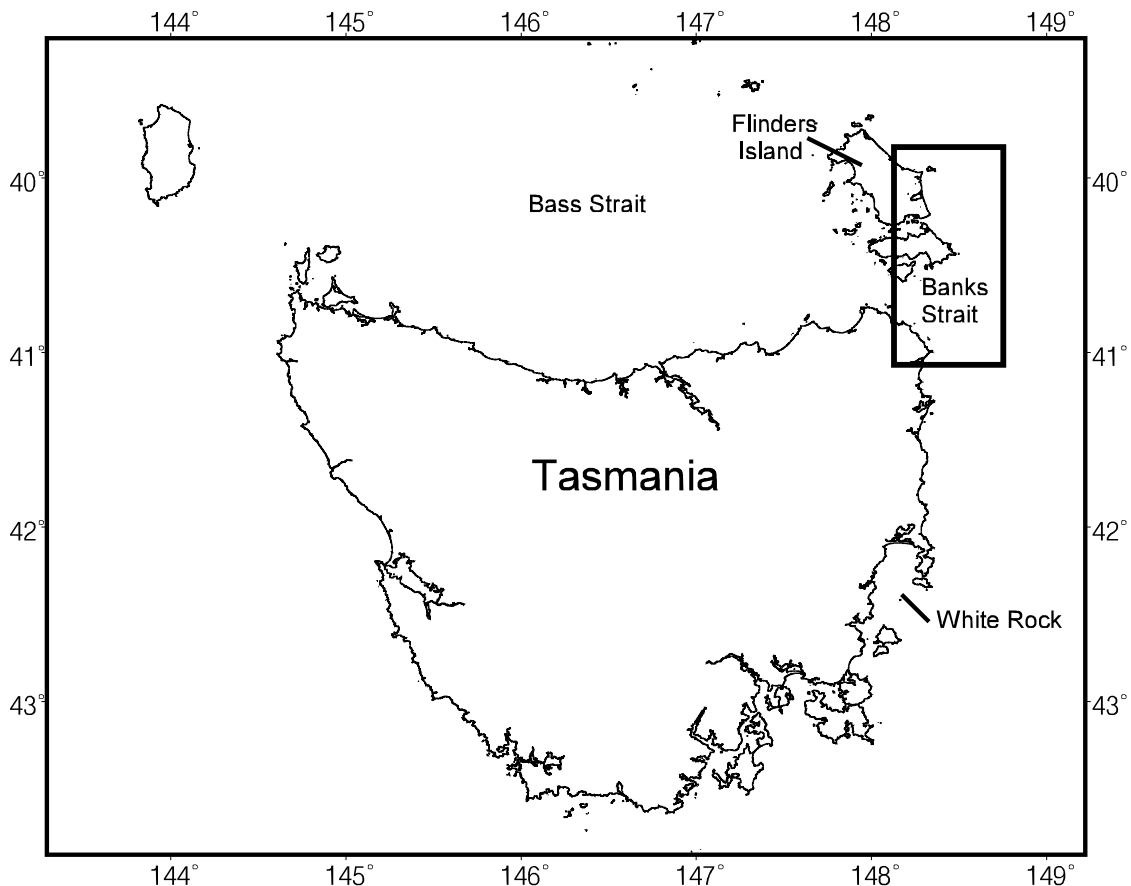 144° 145° 146° 147° 148° 149°
Flinders
Island
40° 40°
Bass Strait
Banks
Strait
41° 41°
Tasmania
42° 42°
White Rock
43° 43°
144° 145° 146° 147° 148° 149°